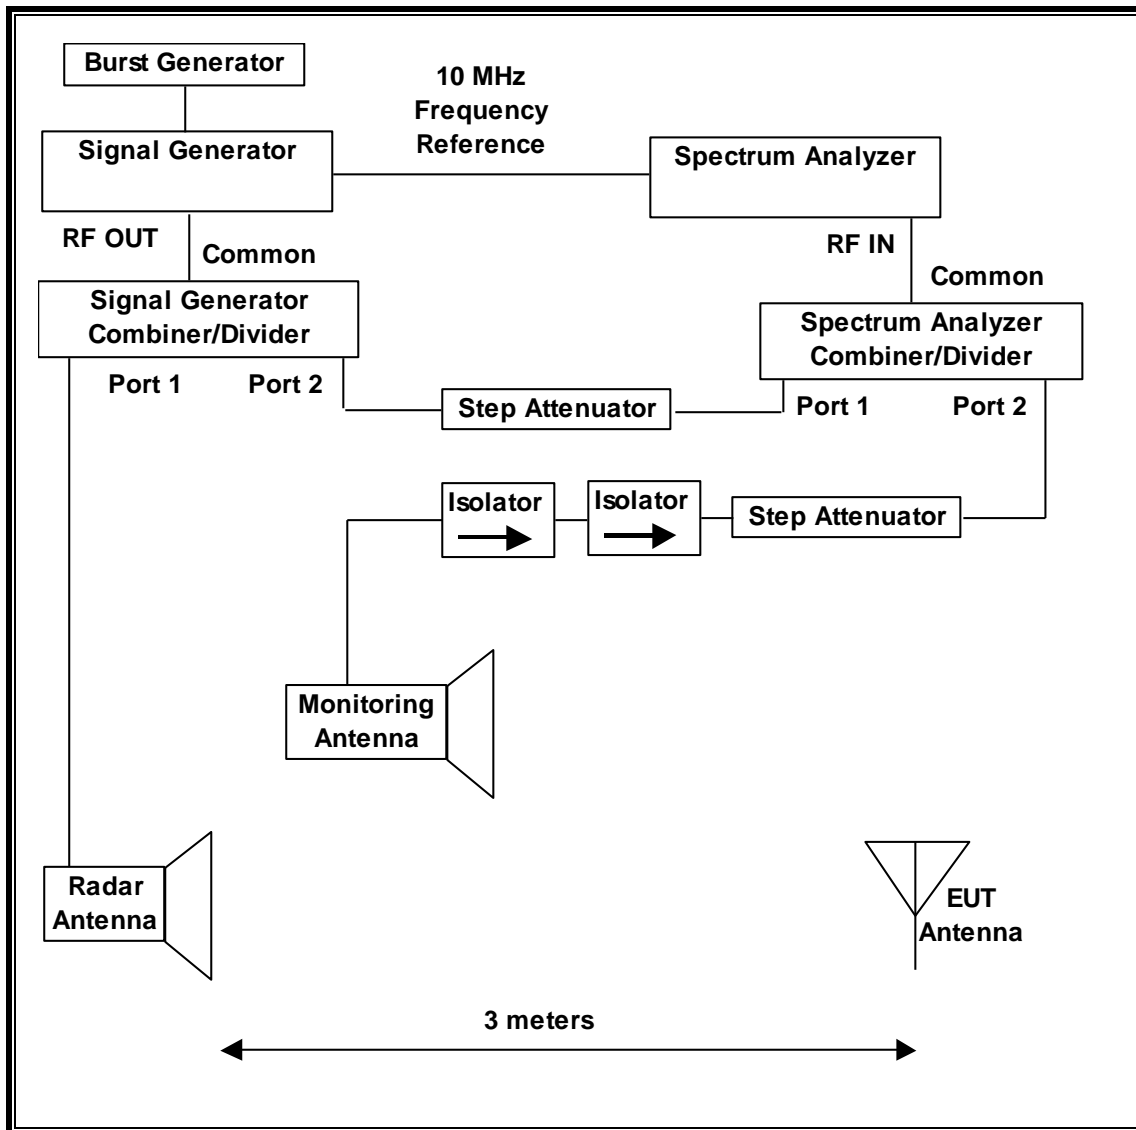 Burst Generator
10 MHz
Frequency
Reference
Signal Generator
Spectrum Analyzer
RF OUT
Common
RF IN
Common
Signal Generator
Combiner/Divider
Spectrum Analyzer
Combiner/Divider
Port 1
Port 2
Step Attenuator
Port 1
Port 2
Isolator
Isolator
Step Attenuator
Monitoring
Antenna
Radar
Antenna
EUT
Antenna
3 meters